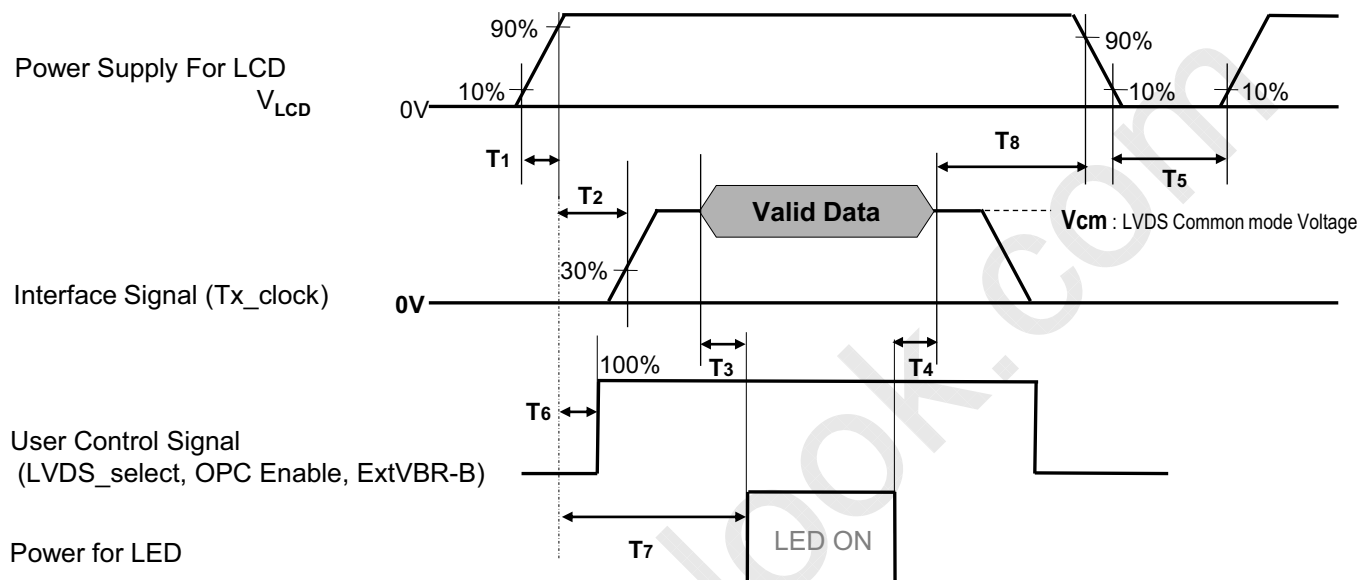 90%
90%
Power Supply For LCD
VLCD
10%
10%
10%
0V
T1
T8
T5
T2
Valid Data
Vcm : LVDS Common mode Voltage
30%
Interface Signal (Tx_clock)
0V
100%
T3
T4
T6
User Control Signal
(LVDS_select, OPC Enable, ExtVBR-B)
T7
LED ON
Power for LED
look.com